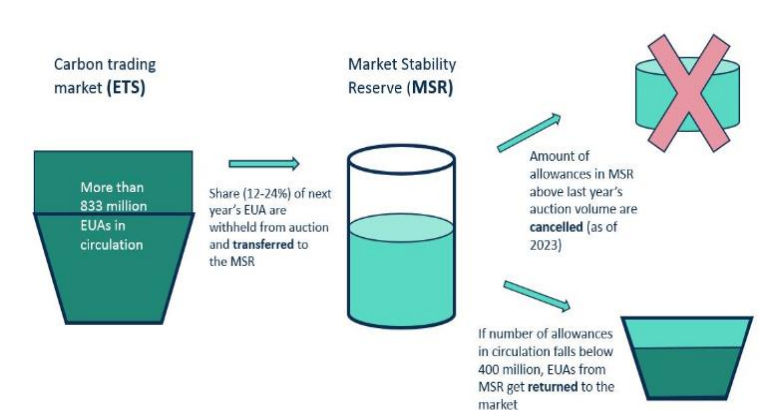 Carbon trading
market (ETS)
Market Stability
Reserve (MSR)
More than
833 million
EUAs in
circulation
Share (12-24%) of next
year's EUA are
withheld from auction
and transferred to
the MSR
Amount of
allowances in MSR
above last year's
auction volume are
cancelled (as of
2023)
If number of allowances
in circulation falls below
400 million, EUAs from
MSR get returned to the
market